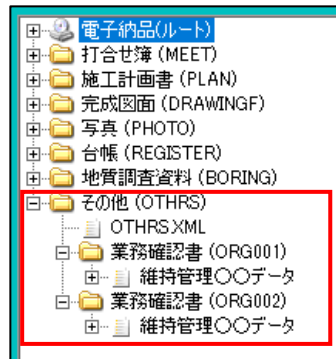 電子納品(ルート)
打合せ簿 (MEET)
施工計画書 (PLAN)
完成図面 (DRAWINGF)
写真 (PHOTO)
台帳 (REGISTER)
地質調査資料 (BORING)
その他 (OTHRS)
OTHRS.XML
業務確認書 (ORG001)
維持管理〇〇データ
業務確認書 (ORG002)
維持管理〇〇データ